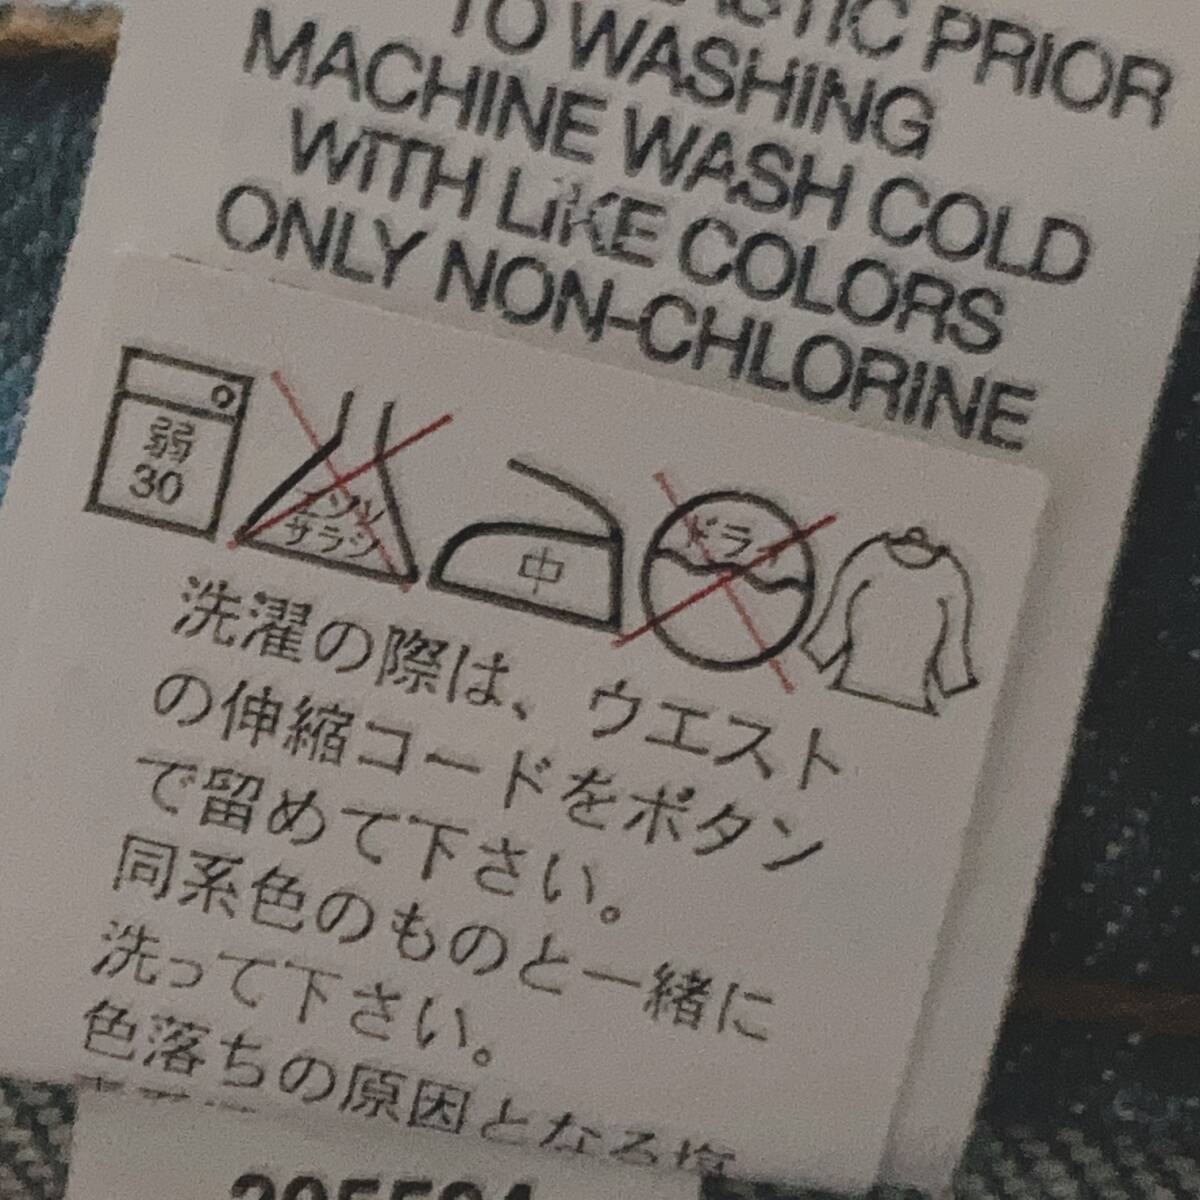 PRIOR
TO WASHING
MACHINE WASH COLD
WITH LIKE COLORS
ONLY NON-CHLORINE
弱
30
エンソ
サラシ
中
ドライ
洗濯の際は、ウエスト
の伸縮コードをボタン
で留めて下さい。
同系色のものと一緒に
洗って下さい。
色落ちの原因となる塩